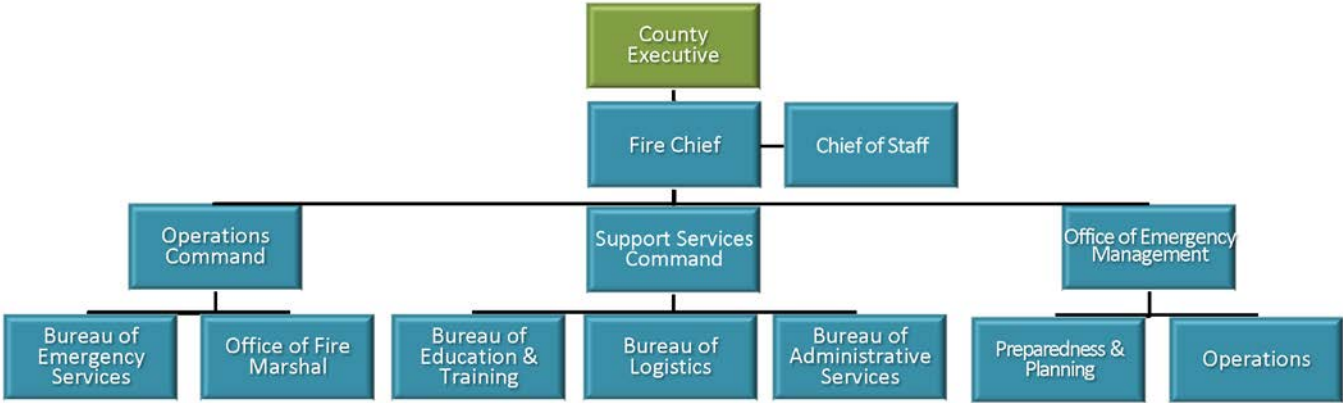 County
Executive
Fire Chief
Chief of Staff
Operations
Command
Support Services
Command
Office of Emergency
Management
Bureau of
Emergency
Services
Office of Fire
Marshal
Bureau of
Education &
Training
Bureau of
Logistics
Bureau of
Administrative
Services
Preparedness &
Planning
Operations